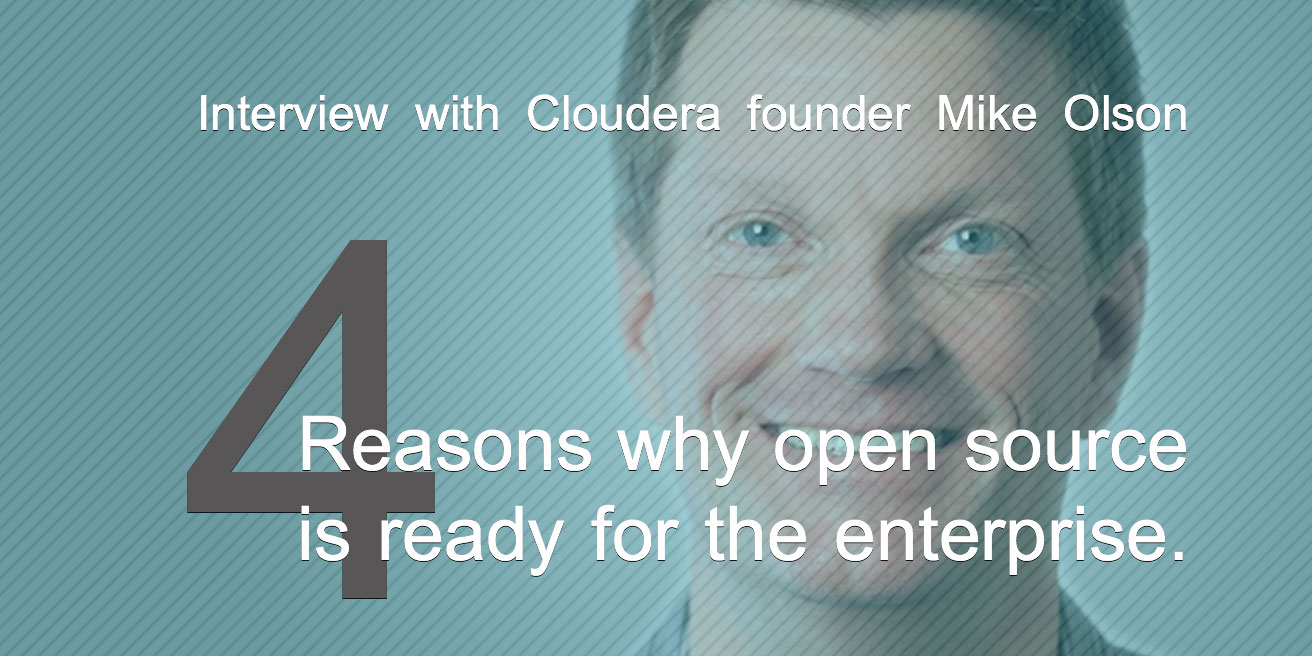 Interview with Cloudera founder Mike Olson
4
Reasons why open source
is ready for the enterprise.